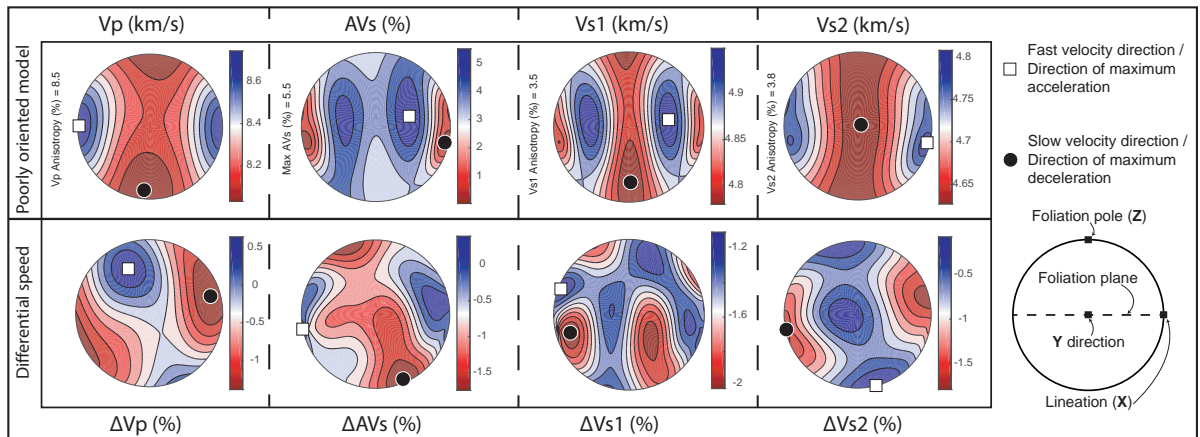 Vp (km/s)
AVs (%)
Vs1 (km/s)
Vs2 (km/s)
Poorly oriented model
Vp Anisotropy (%) = 8.5
8.6
8.4
8.2
Max AVs (%) = 5.5
5
4
3
2
1
5
Vs1 Anisotropy (%) = 3.5
4.9
4.85
4.8
Vs2 Anisotropy (%) = 3.8
4.8
4.75
4.7
4.65
Fast velocity direction /
Direction of maximum
acceleration
Slow velocity direction /
Direction of maximum
deceleration
Differential speed
0.5
0
-0.5
-1
0
-0.5
-1
-1.5
-1.2
-1.4
-1.6
-1.8
-2
-0.5
-1
-1.5
Foliation pole (Z)
Foliation plane
Y direction
Lineation (X)
ΔVp (%)
ΔAVs (%)
ΔVs1 (%)
ΔVs2 (%)